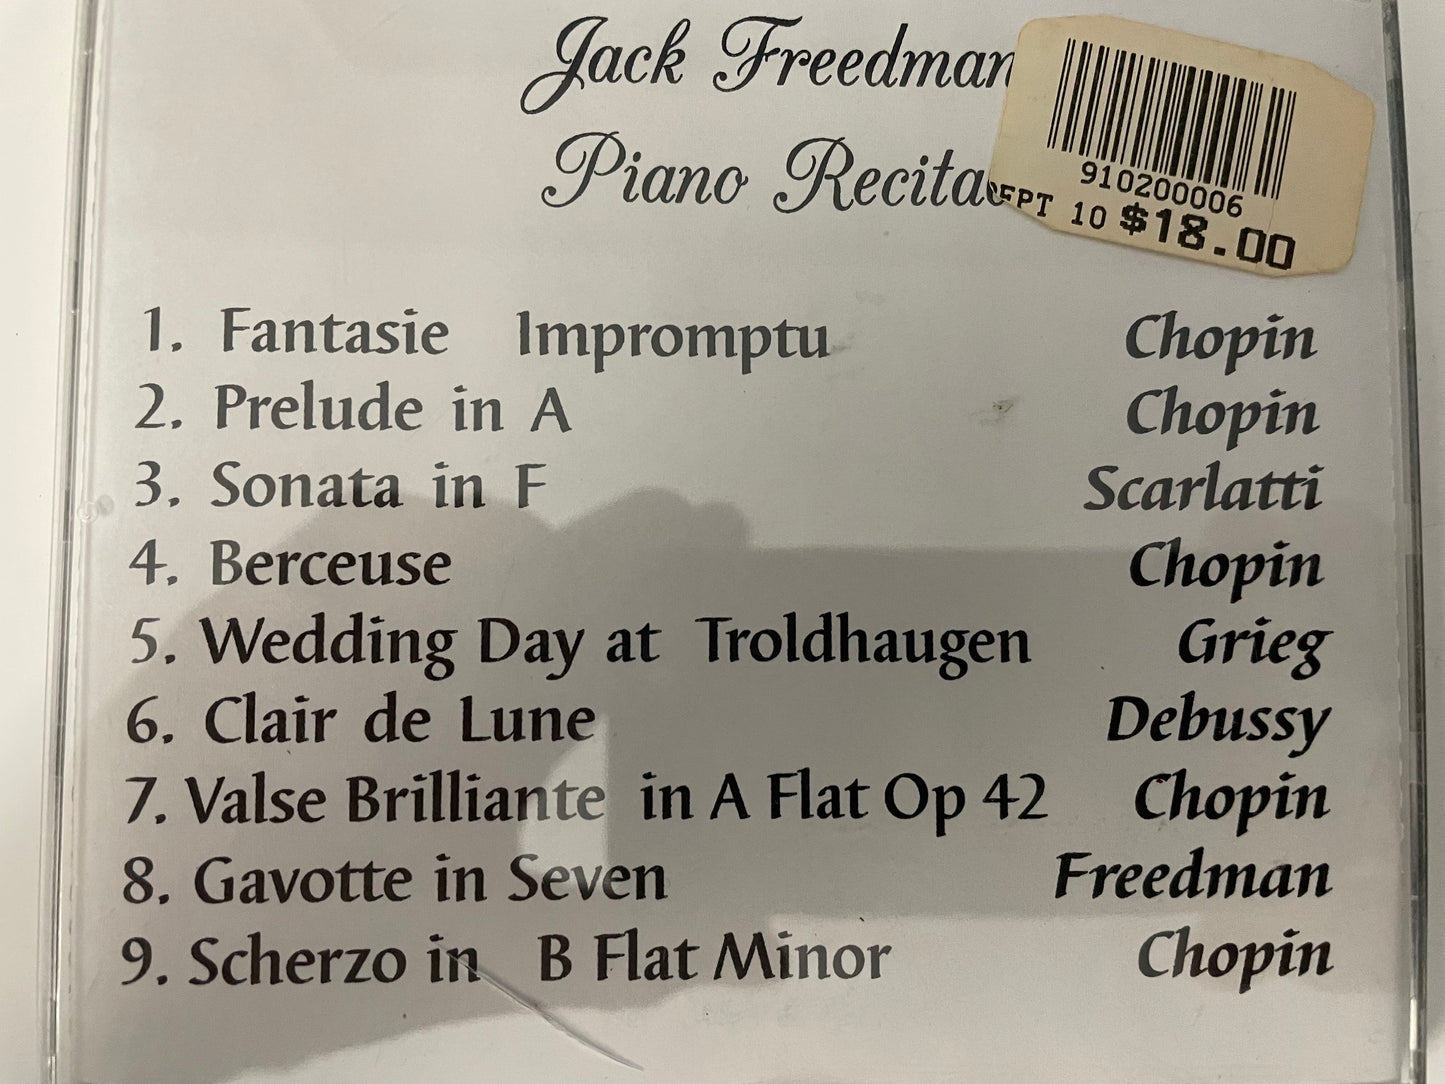 Jack Freedman
Piano Recita
910200006
SEPT 10 $18.00
1. Fantasie Impromptu Chopin
2. Prelude in A Chopin
3. Sonata in F Scarlatti
4. Berceuse Chopin
5. Wedding Day at Troldhaugen Grieg
6. Clair de Lune Debussy
7. Valse Brilliante in A Flat Op 42 Chopin
8. Gavotte in Seven Freedman
9. Scherzo in B Flat Minor Chopin